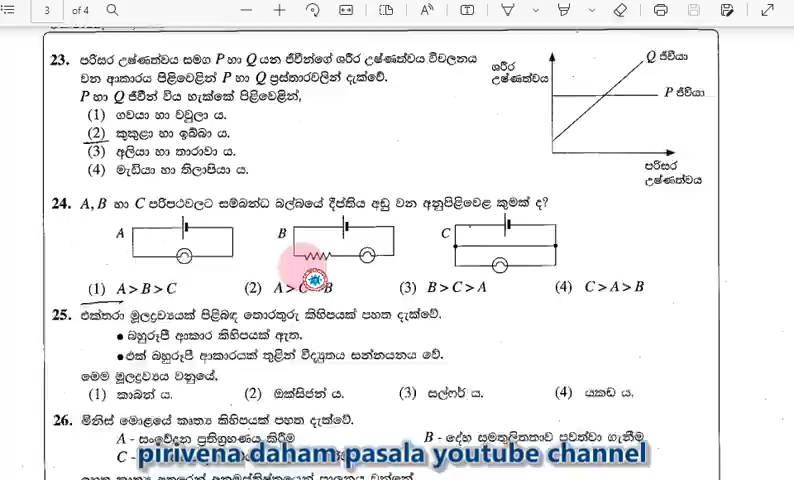 3 of 4
23. පරිසර උෂ්ණත්වය සමග P හා Q යන ජීවීන්ගේ ශරීර උෂ්ණත්වය විචලනය
වන ආකාරය පිළිවෙළින් P හා Q ප්‍රස්තාරවලින් දැක්වේ.
P හා Q ජීවීන් විය හැක්කේ පිළිවෙළින්,
(1) ගවයා හා වවුලා ය.
(2) කුකුළා හා ඉබ්බා ය.
(3) අලියා හා තාරාවා ය.
(4) මැඩියා හා තිලාපියා ය.
ශරීර
උෂ්ණත්වය
Q ජීවියා
P ජීවියා
පරිසර
උෂ්ණත්වය
24. A, B හා C පරිපථවලට සම්බන්ධ බල්බයේ දීප්තිය අඩු වන අනුපිළිවෙළ කුමක් ද?
A B C
(1) A > B > C (2) A > C > B (3) B > C > A (4) C > A > B
25. එක්තරා මූලද්‍රව්‍යයක් පිළිබඳ තොරතුරු කිහිපයක් පහත දැක්වේ.
• බහුරූපී ආකාර කිහිපයක් ඇත.
• එක් බහුරූපී ආකාරයක් තුළින් විද්‍යුතය සන්නයනය වේ.
මෙම මූලද්‍රව්‍යය වනුයේ,
(1) කාබන් ය. (2) ඔක්සිජන් ය. (3) සල්ෆර් ය. (4) යකඩ ය.
26. මිනිස් මොළයේ කෘත්‍ය කිහිපයක් පහත දැක්වේ.
A - සංවේදන ප්‍රතිග්‍රහණය කිරීම B - දේහ සමතුලිතතාව පවත්වා ගැනීම
C -
pirivena daham pasala youtube channel